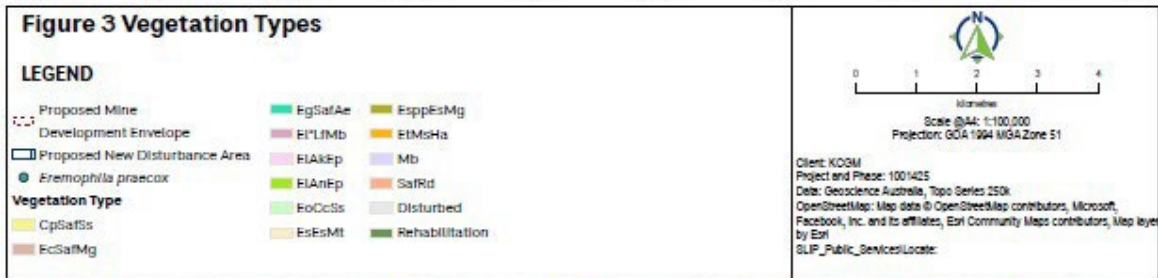 Figure 3 Vegetation Types
LEGEND
Proposed Mine
Development Envelope
Proposed New Disturbance Area
Eremophila praecox
Vegetation Type
CpSafSs
EcSafMg
EgSafAe
El*LfMb
ElAkEp
ElAnEp
EoCcSs
EsEsMt
EsppEsMg
EtMsHa
Mb
SafRd
Disturbed
Rehabilitation
0 1 2 3 4
kilometres
Scale @A4: 1:100,000
Projection: GDA 1994 MGA Zone 51
Client: KCGM
Project and Phase: 1001425
Data: Geoscience Australia, Topo Series 250k
OpenStreetMap: Map data © OpenStreetMap contributors, Microsoft,
Facebook, Inc. and its affiliates, Esri Community Maps contributors, Map layer
by Esri
SLIP_Public_Services\Locate: